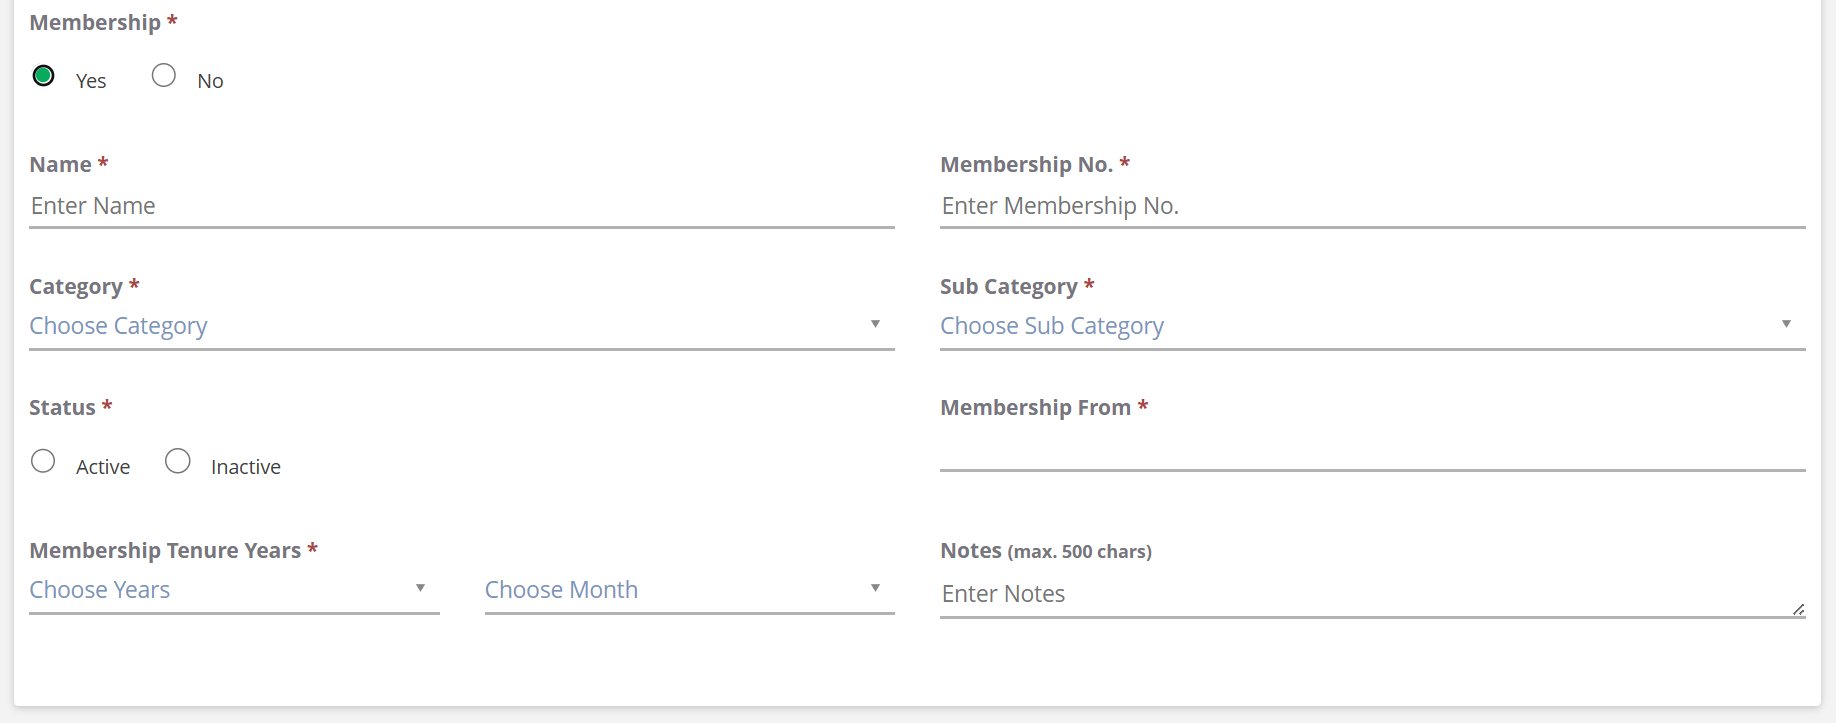 Membership *
Yes No
Name * Membership No. *
Enter Name Enter Membership No.
Category * Sub Category *
Choose Category Choose Sub Category
Status * Membership From *
Active Inactive
Membership Tenure Years * Notes (max. 500 chars)
Choose Years Choose Month Enter Notes